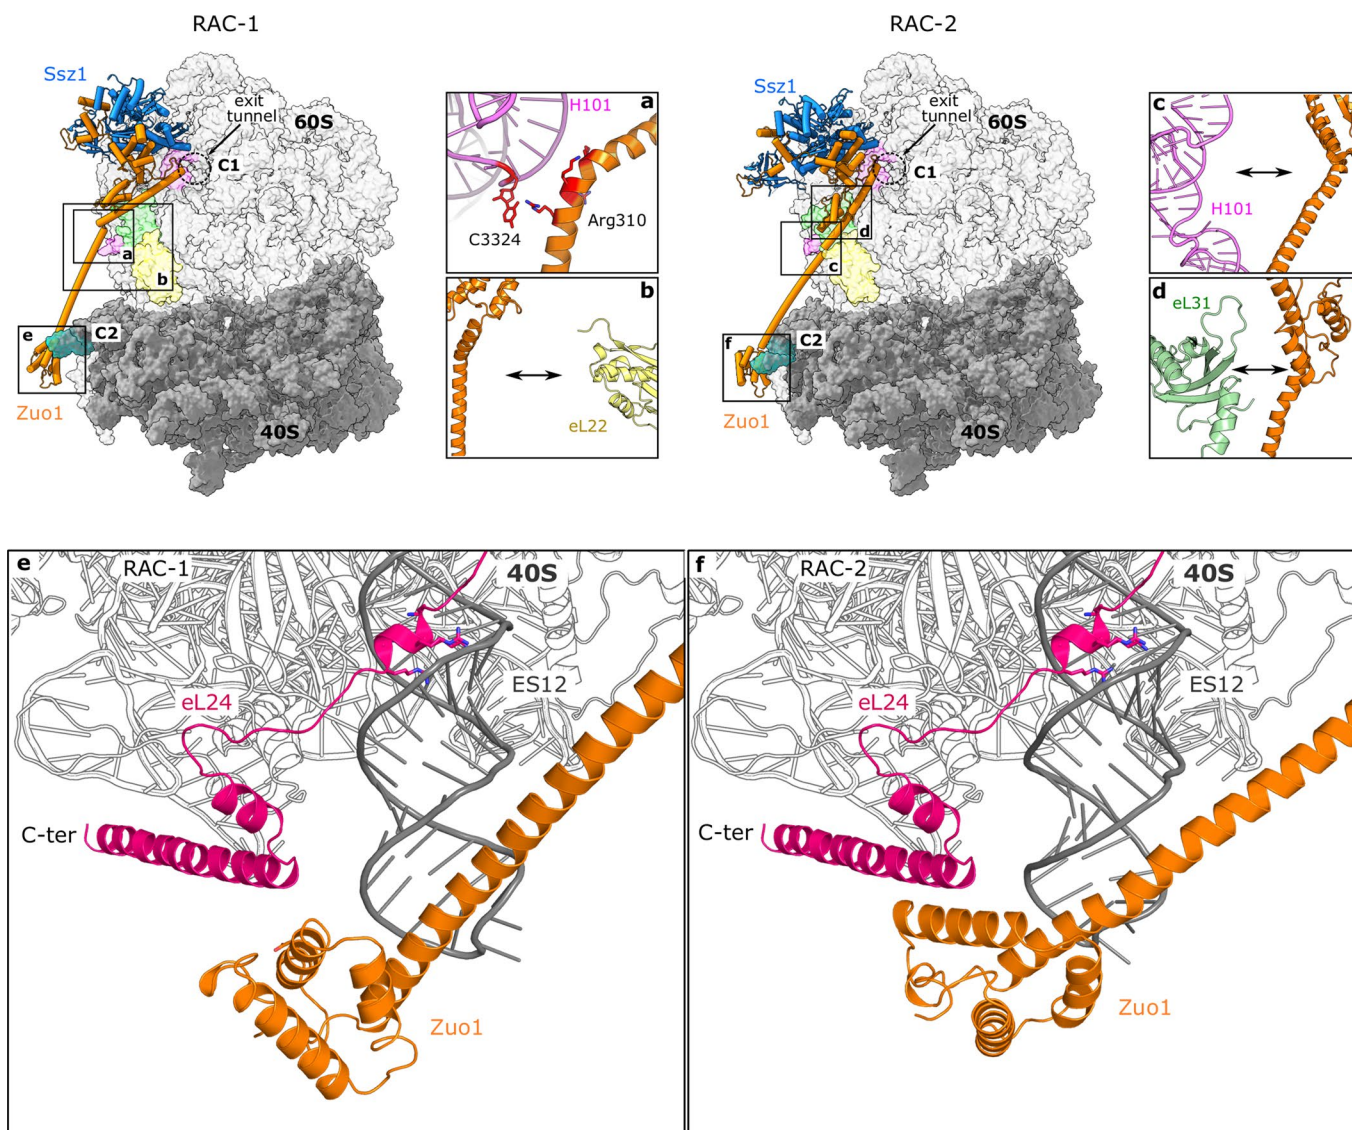 RAC-1
Ssz1
exit
tunnel
60S
C1
a
b
e
C2
Zuo1
40S
a
H101
C3324
Arg310
b
eL22
RAC-2
Ssz1
exit
tunnel
60S
C1
d
c
f
C2
Zuo1
40S
c
H101
d
eL31
e
RAC-1
40S
eL24
ES12
C-ter
Zuo1
f
RAC-2
40S
eL24
ES12
C-ter
Zuo1